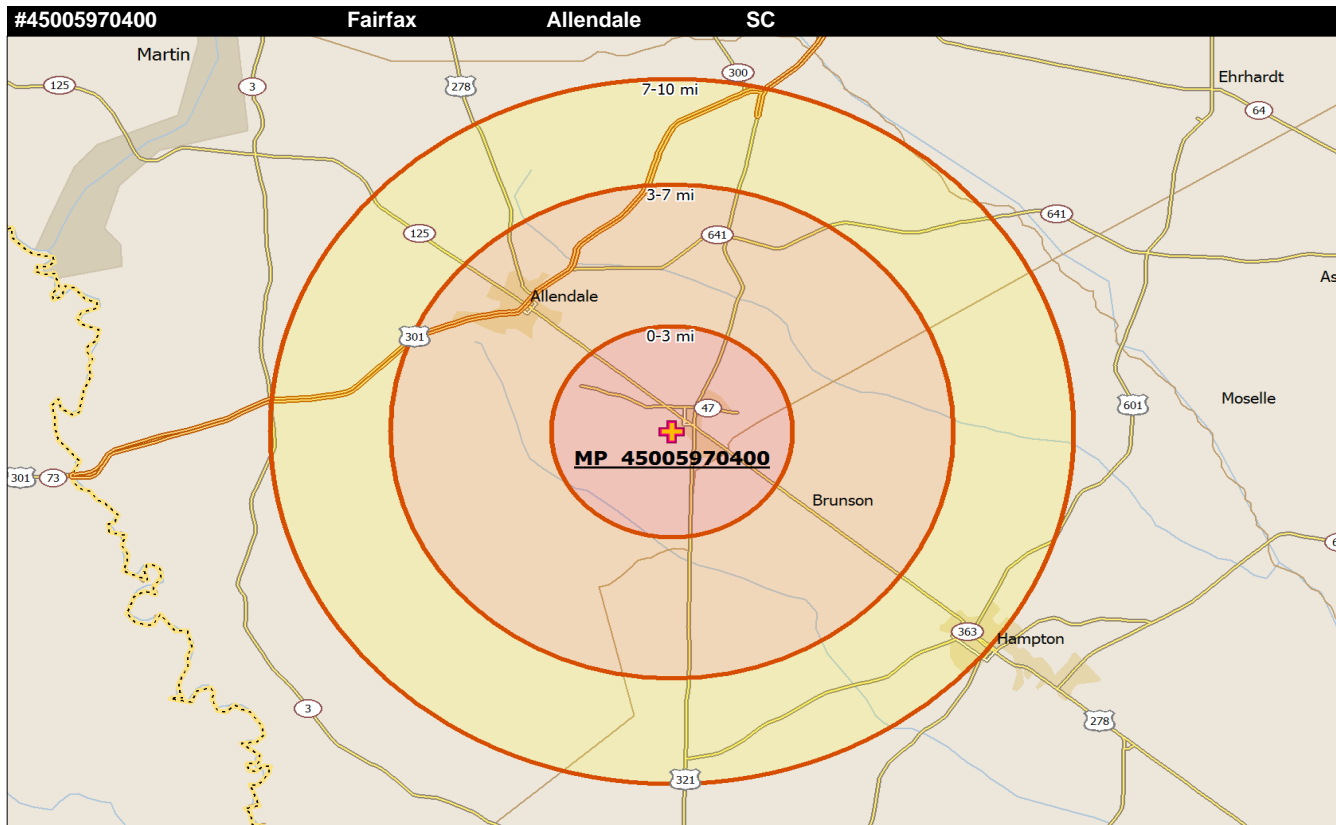 #45005970400 Fairfax Allendale SC
Martin
125
3
278
300
7-10 mi
Ehrhardt
64
3-7 mi
125
641
641
Allendale
As
301
0-3 mi
47
601
Moselle
MP 45005970400
301
73
Brunson
6
363
Hampton
3
278
321